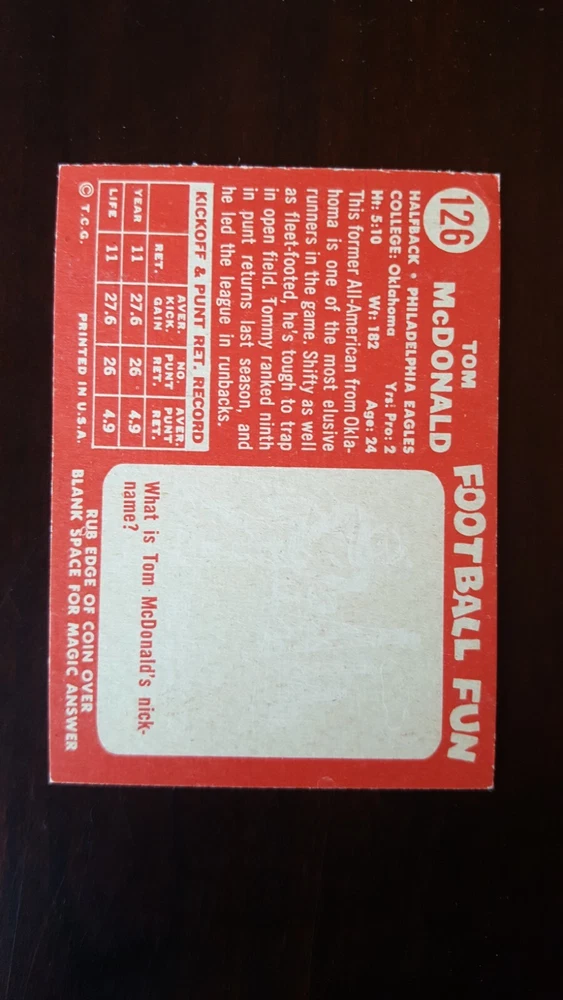 126
TOM
McDONALD
HALFBACK • PHILADELPHIA EAGLES
COLLEGE: Oklahoma Yrs: Pro: 2
Ht: 5:10 Wt: 182 Age: 24
This former All-American from Okla-
homa is one of the most elusive
runners in the game. Shifty as well
as fleet-footed, he's tough to trap
in open field. Tommy ranked ninth
in punt returns last season, and
he led the league in runbacks.
KICKOFF & PUNT RET. RECORD
RET. AVER. KICK. GAIN NO. PUNT RET. AVER. PUNT RET.
YEAR 11 27.6 26 4.9
LIFE 11 27.6 26 4.9
© T.C.G. PRINTED IN U.S.A.
FOOTBALL FUN
What is Tom McDonald's nick-
name?
RUB EDGE OF COIN OVER
BLANK SPACE FOR MAGIC ANSWER